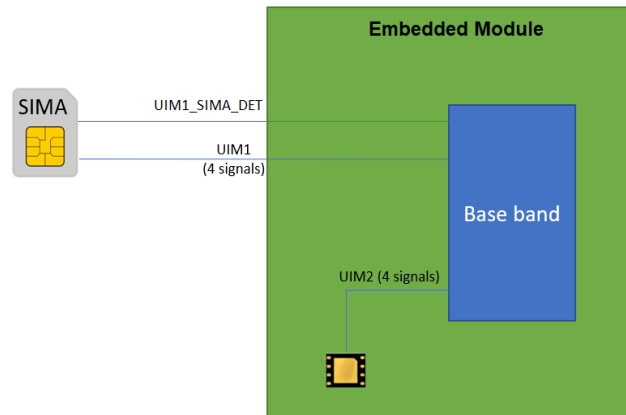 Embedded Module
SIMA
UIM1_SIMA_DET
UIM1
(4 signals)
Base band
UIM2 (4 signals)